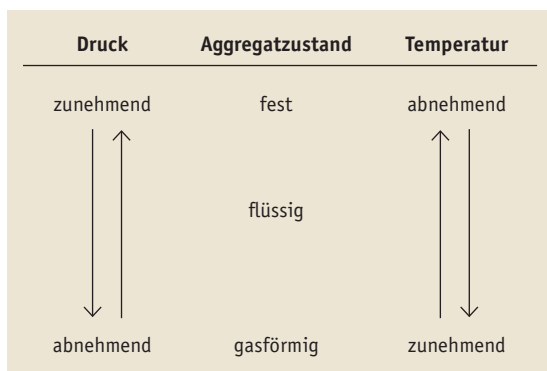 Druck Aggregatzustand Temperatur
zunehmend fest abnehmend
flüssig
abnehmend gasförmig zunehmend